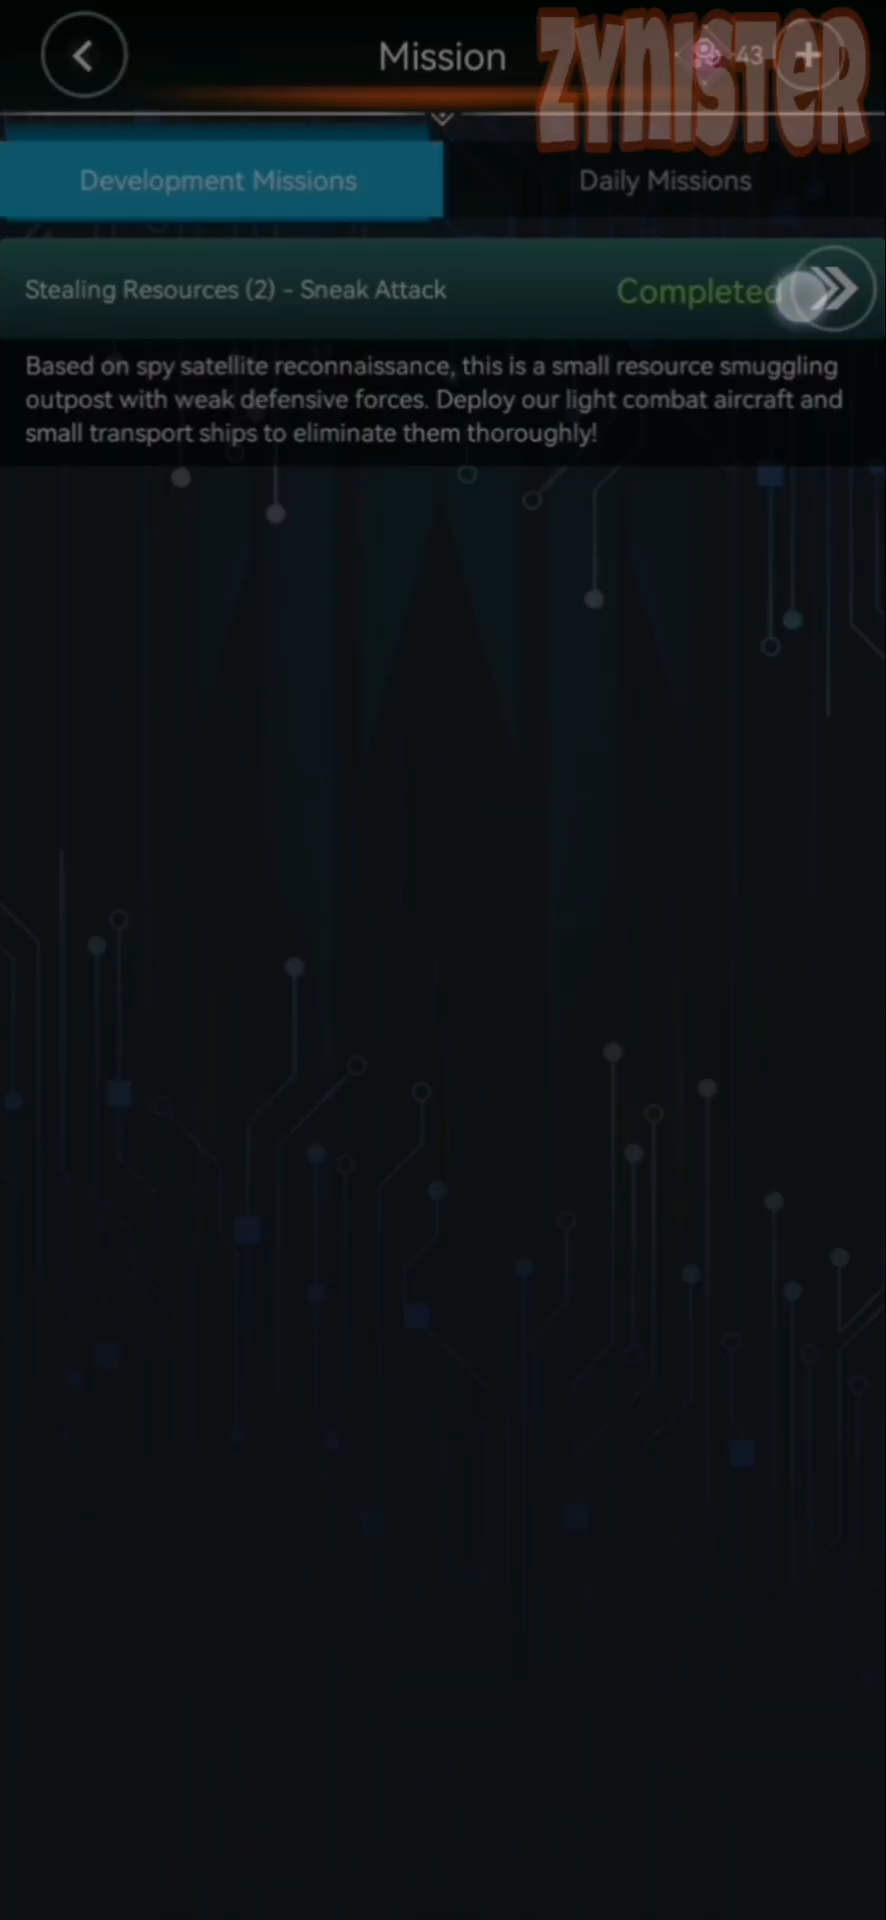 Mission
43
ZYNISTER
Development Missions
Daily Missions
Stealing Resources (2) - Sneak Attack
Completed
Based on spy satellite reconnaissance, this is a small resource smuggling
outpost with weak defensive forces. Deploy our light combat aircraft and
small transport ships to eliminate them thoroughly!